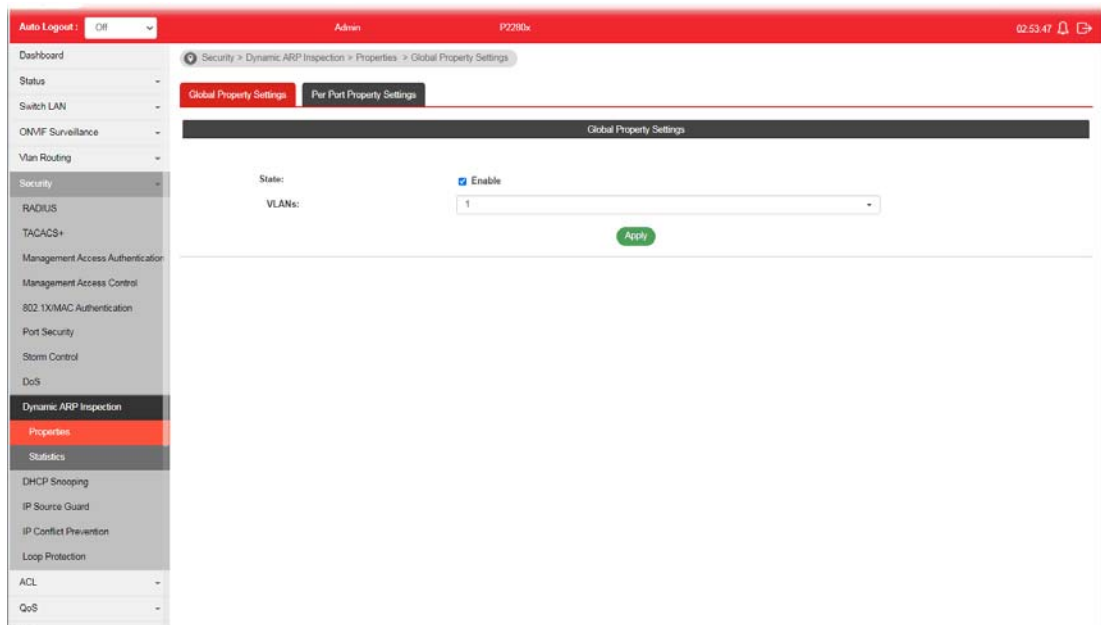 Auto Logout : Off Admin P2280x 02:53:47
Dashboard
Status
Switch LAN
ONVIF Surveillance
Vlan Routing
Security
RADIUS
TACACS+
Management Access Authentication
Management Access Control
802.1X/MAC Authentication
Port Security
Storm Control
DoS
Dynamic ARP Inspection
Properties
Statistics
DHCP Snooping
IP Source Guard
IP Conflict Prevention
Loop Protection
ACL
QoS
Security > Dynamic ARP Inspection > Properties > Global Property Settings
Global Property Settings Per Port Property Settings
Global Property Settings
State: Enable
VLANs: 1
Apply